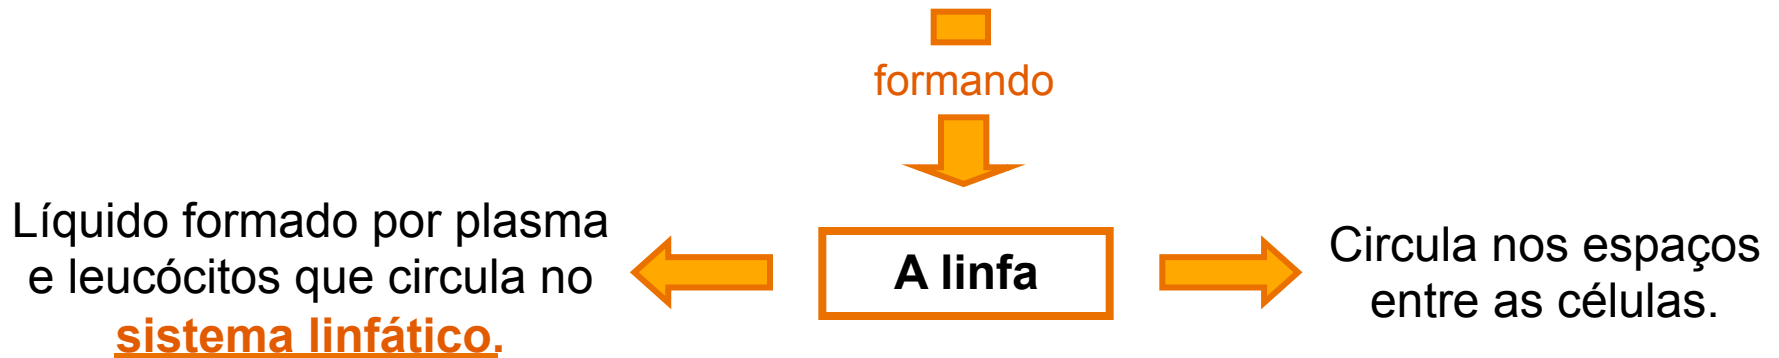 formando
Líquido formado por plasma
e leucócitos que circula no
sistema linfático.
A linfa
Circula nos espaços
entre as células.